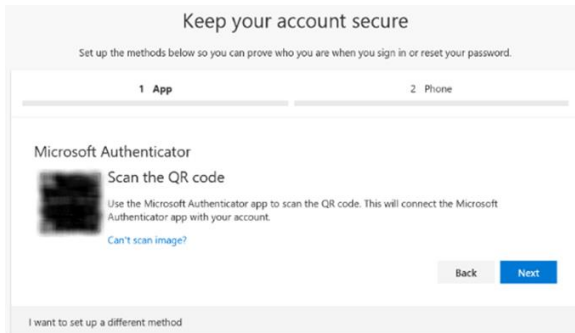 Keep your account secure
Set up the methods below so you can prove who you are when you sign in or reset your password.
1 App
2 Phone
Microsoft Authenticator
Scan the QR code
Use the Microsoft Authenticator app to scan the QR code. This will connect the Microsoft
Authenticator app with your account.
Can't scan image?
Back
Next
I want to set up a different method